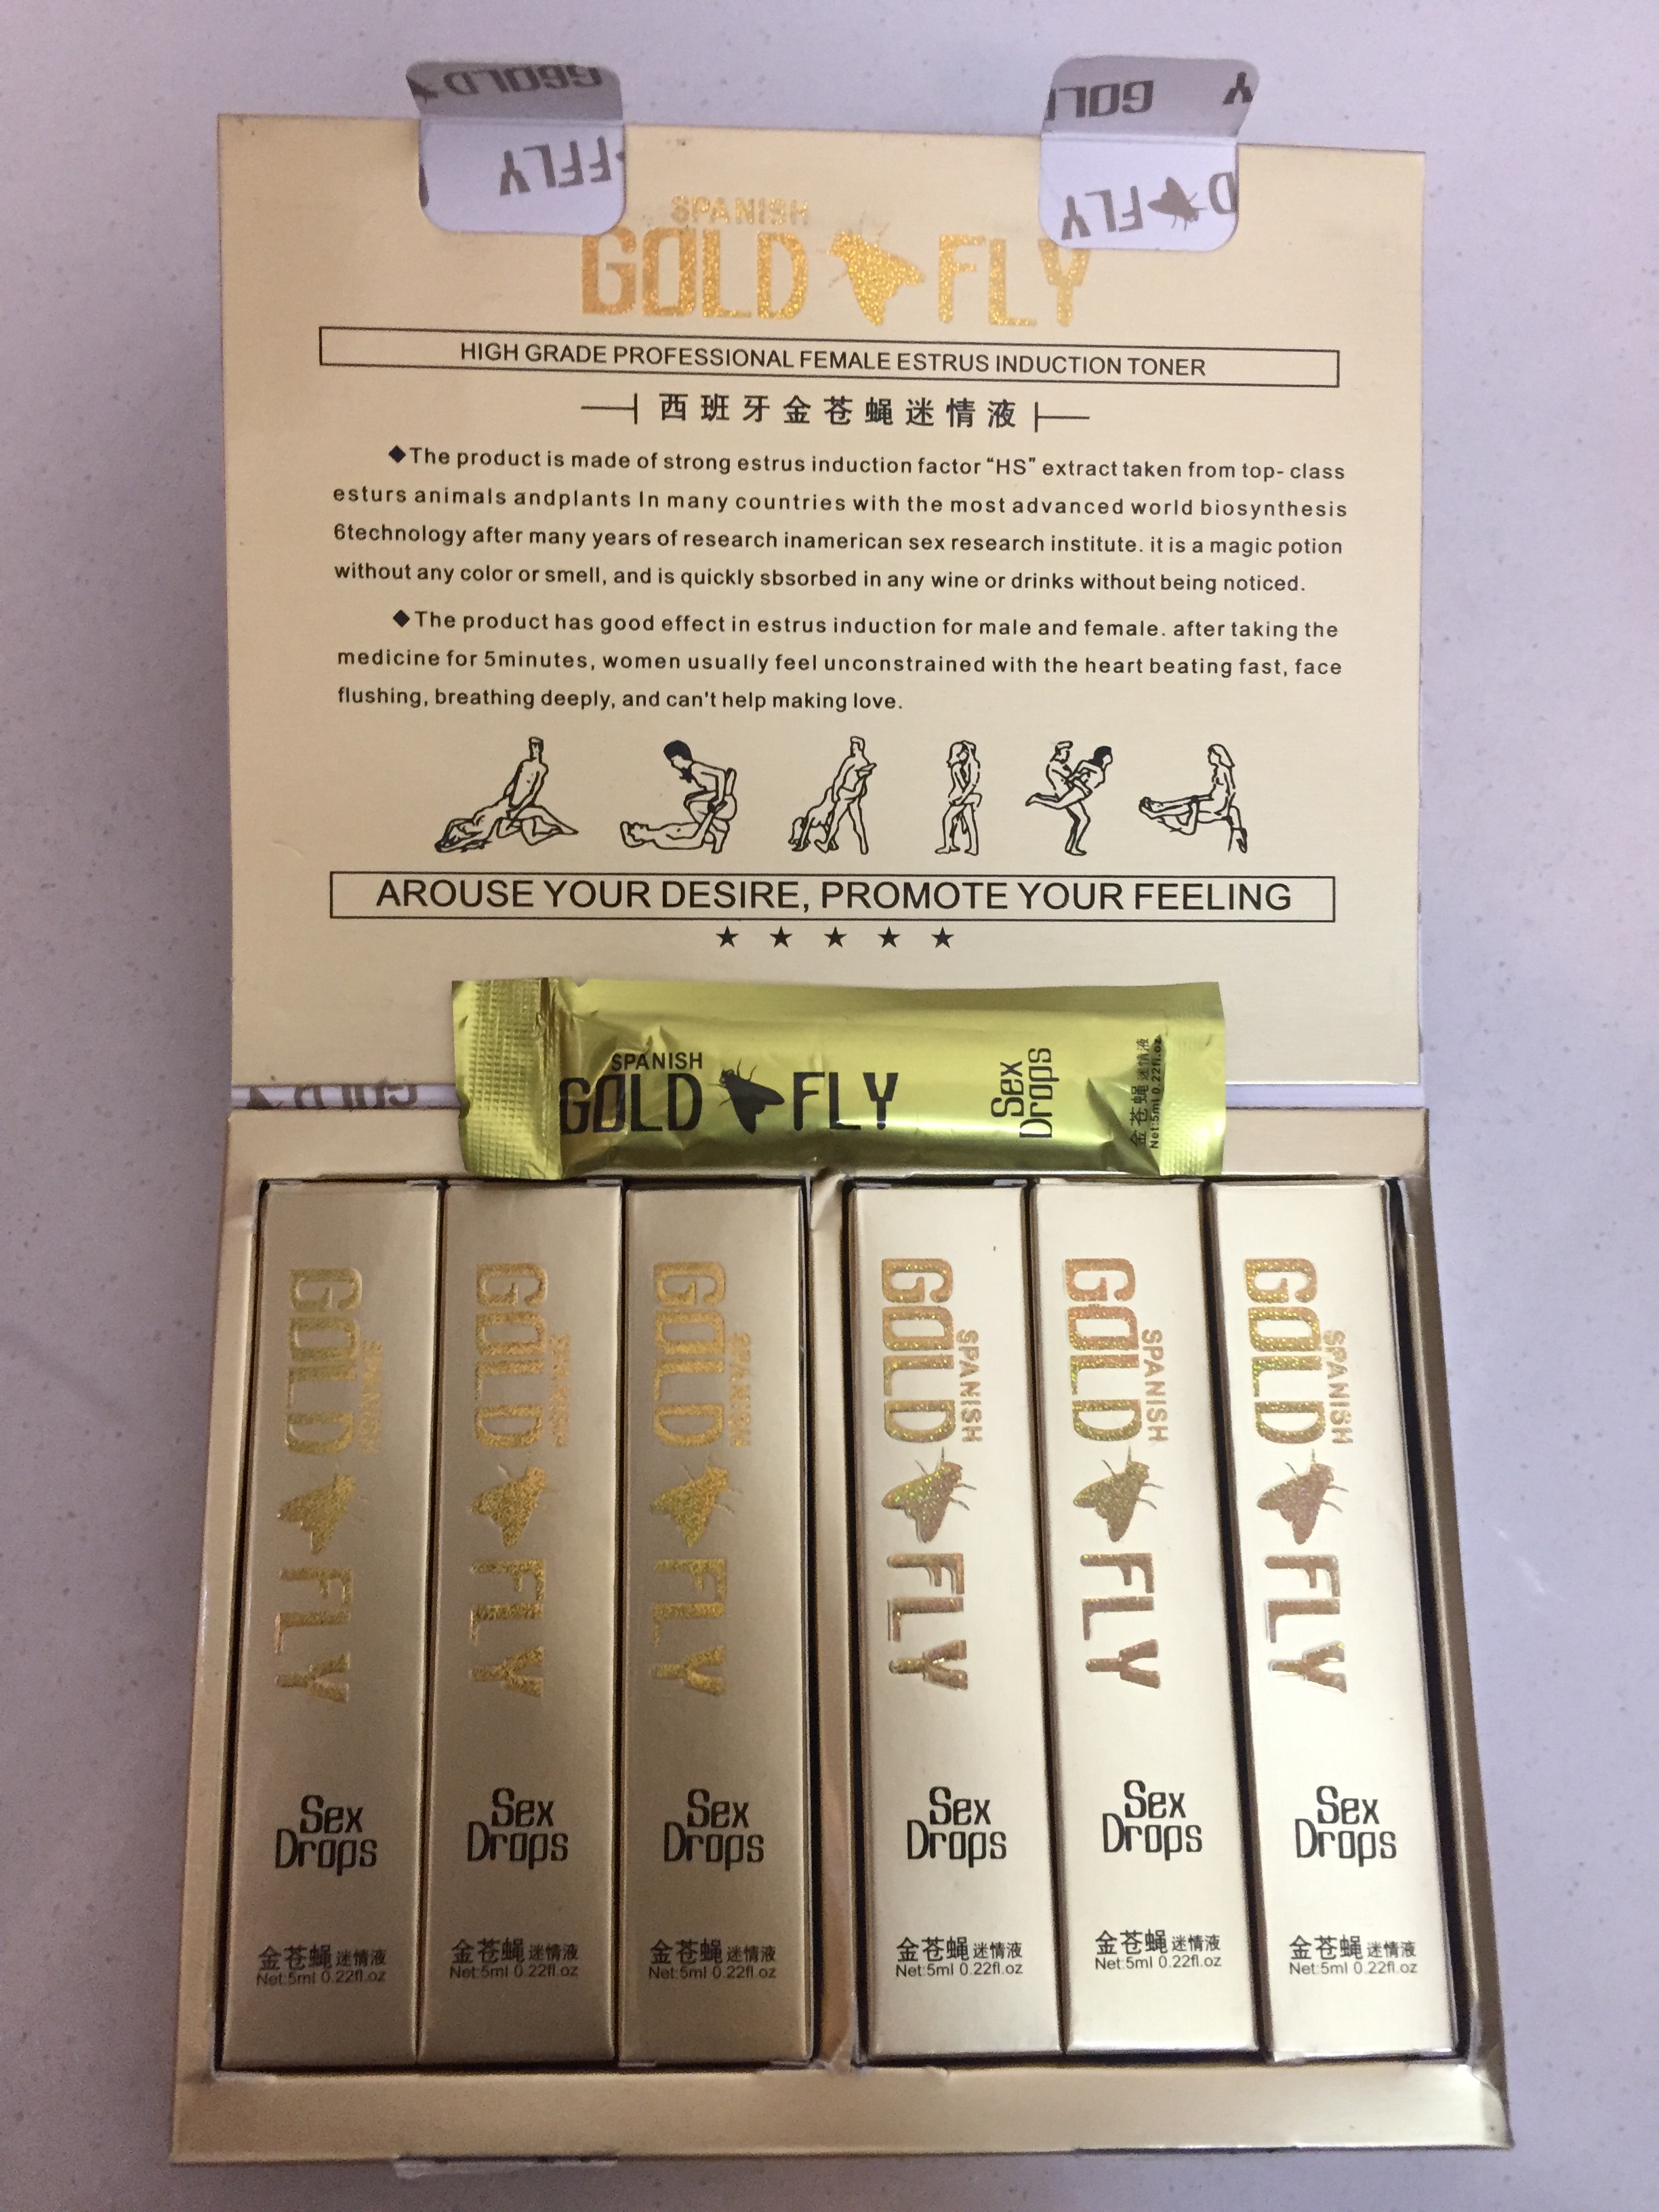 GOLD
FFLY
GOLD Y
D FLY
SPANISH
GOLD FLY
HIGH GRADE PROFESSIONAL FEMALE ESTRUS INDUCTION TONER
西班牙金苍蝇迷情液
◆The product is made of strong estrus induction factor “HS” extract taken from top- class
esturs animals andplants In many countries with the most advanced world biosynthesis
6technology after many years of research inamerican sex research institute. it is a magic potion
without any color or smell, and is quickly sbsorbed in any wine or drinks without being noticed.
◆The product has good effect in estrus induction for male and female. after taking the
medicine for 5minutes, women usually feel unconstrained with the heart beating fast, face
flushing, breathing deeply, and can't help making love.
AROUSE YOUR DESIRE, PROMOTE YOUR FEELING
★ ★ ★ ★ ★
SPANISH
GOLD FLY
Sex
Drops
金苍蝇 迷情液
Net:5ml 0.22fl.oz
GOLD
SPANISH
GOLD FLY
Sex
Drops
金苍蝇 迷情液
Net:5ml 0.22fl.oz
SPANISH
GOLD FLY
Sex
Drops
金苍蝇 迷情液
Net:5ml 0.22fl.oz
SPANISH
GOLD FLY
Sex
Drops
金苍蝇 迷情液
Net:5ml 0.22fl.oz
SPANISH
GOLD FLY
Sex
Drops
金苍蝇 迷情液
Net:5ml 0.22fl.oz
SPANISH
GOLD FLY
Sex
Drops
金苍蝇 迷情液
Net:5ml 0.22fl.oz
SPANISH
GOLD FLY
Sex
Drops
金苍蝇 迷情液
Net:5ml 0.22fl.oz